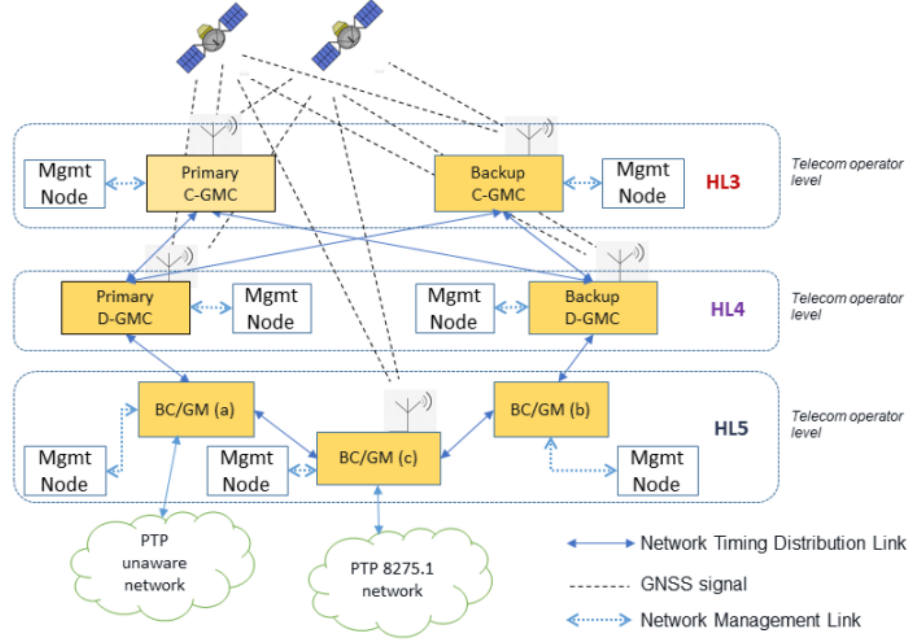 Mgmt
Node
Primary
C-GMC
Backup
C-GMC
Mgmt
Node
HL3
Telecom operator
level
Primary
D-GMC
Mgmt
Node
Mgmt
Node
Backup
D-GMC
HL4
Telecom operator
level
BC/GM (a)
BC/GM (b)
Mgmt
Node
Mgmt
Node
BC/GM (c)
Mgmt
Node
HL5
Telecom operator
level
PTP
unaware
network
PTP 8275.1
network
Network Timing Distribution Link
GNSS signal
Network Management Link